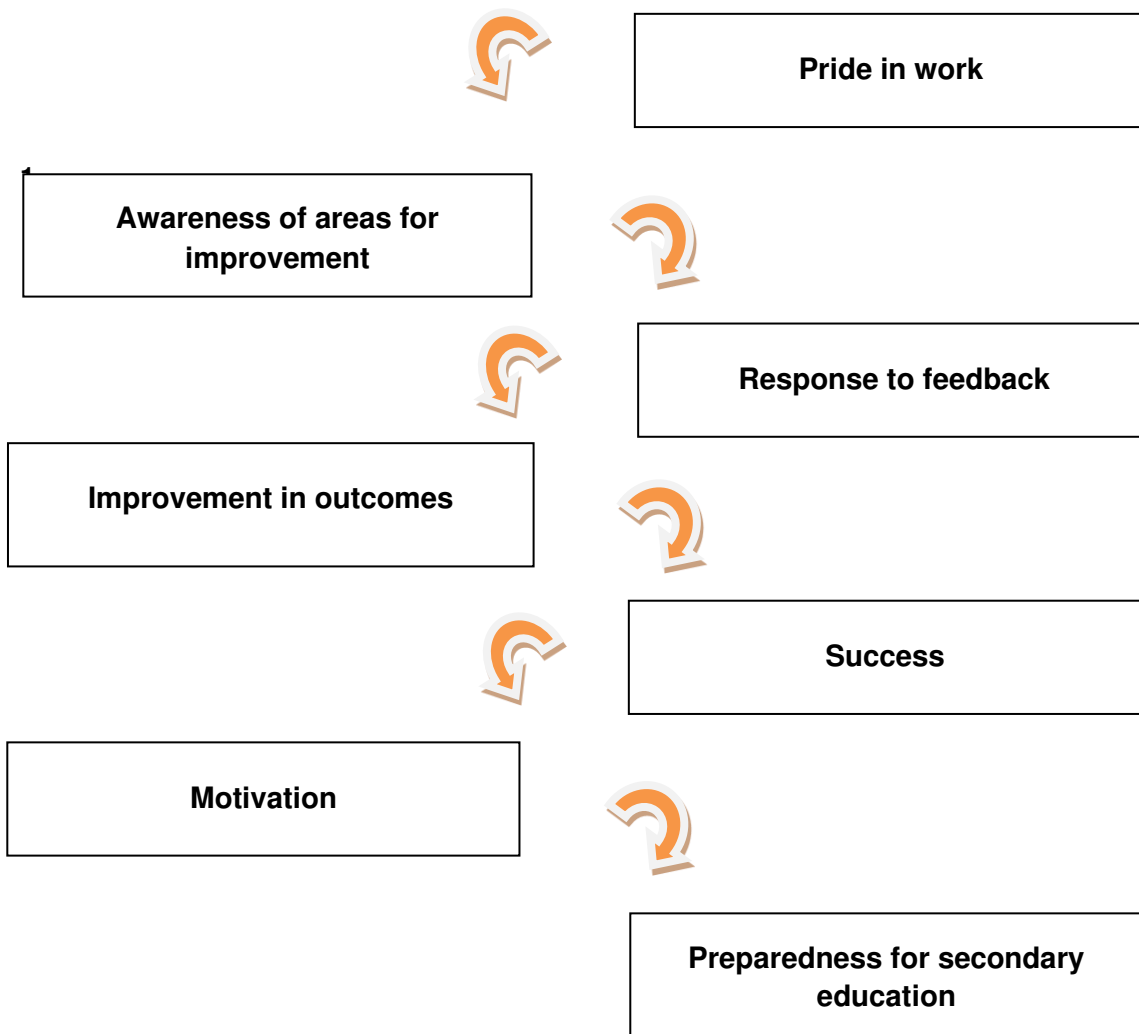 Pride in work
Awareness of areas for
improvement
Response to feedback
Improvement in outcomes
Success
Motivation
Preparedness for secondary
education